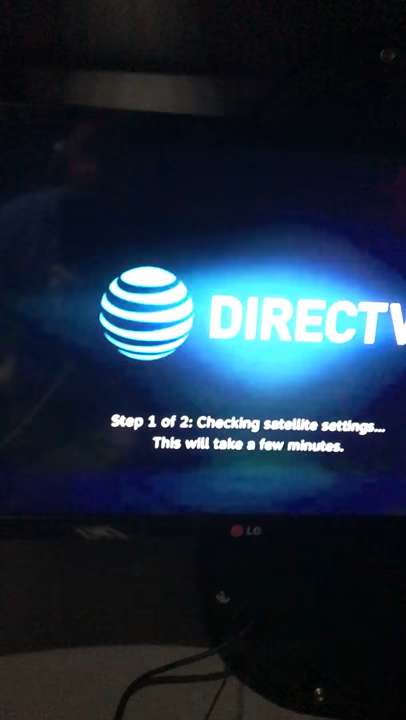 DIRECTV
Step 1 of 2: Checking satellite settings...
This will take a few minutes.
LG